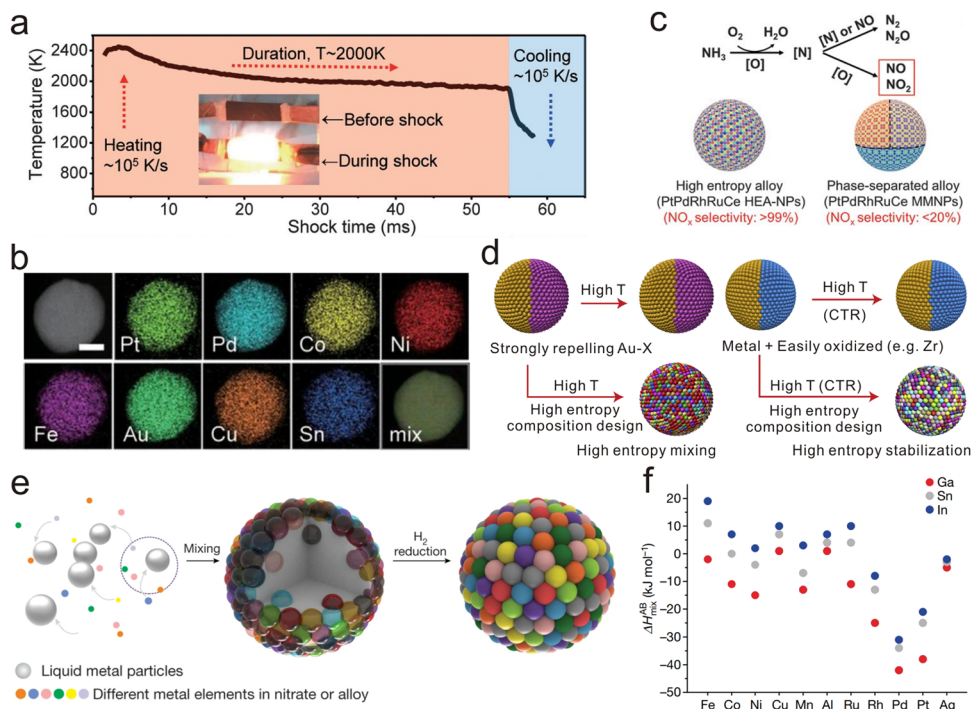 a
Temperature (K)
2400
2000
1600
1200
800
Duration, T~2000K
Cooling
~10⁵ K/s
Heating
~10⁵ K/s
←Before shock
←During shock
0 10 20 30 40 50 60
Shock time (ms)
b
Pt Pd Co Ni
Fe Au Cu Sn mix
c
NH₃
O₂ H₂O
[O]
[N]
[N] or NO
N₂
N₂O
[O]
NO
NO₂
High entropy alloy
(PtPdRhRuCe HEA-NPs)
(NOₓ selectivity: >99%)
Phase-separated alloy
(PtPdRhRuCe MMNPs)
(NOₓ selectivity: <20%)
d
High T
Strongly repelling Au-X
High T
High entropy
composition design
High entropy mixing
High T
(CTR)
Metal + Easily oxidized (e.g. Zr)
High T (CTR)
High entropy
composition design
High entropy stabilization
e
Mixing
H₂
reduction
Liquid metal particles
Different metal elements in nitrate or alloy
f
Ga
Sn
In
ΔH^AB_mix (kJ mol⁻¹)
20
10
0
−10
−20
−30
−40
−50
Fe Co Ni Cu Mn Al Ru Rh Pd Pt Ag